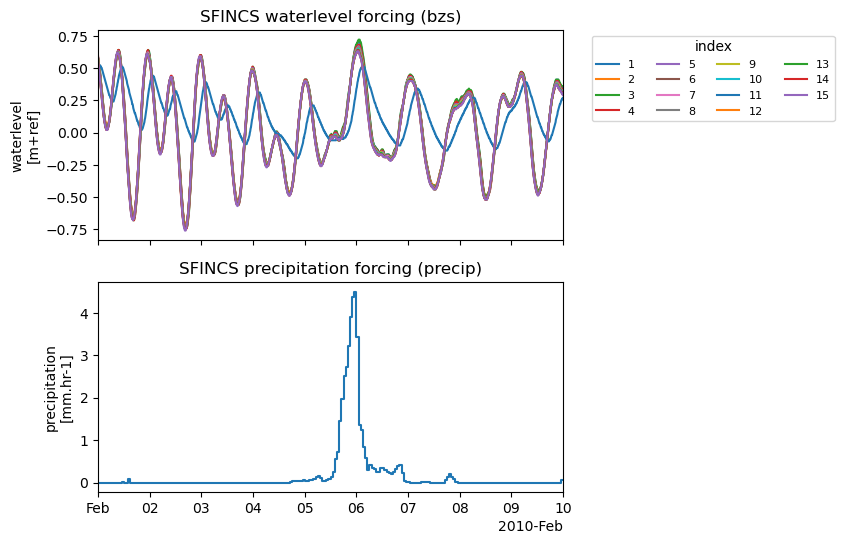 SFINCS waterlevel forcing (bzs)
waterlevel
[m+ref]
0.75
0.50
0.25
0.00
−0.25
−0.50
−0.75
index
1 5 9 13
2 6 10 14
3 7 11 15
4 8 12
SFINCS precipitation forcing (precip)
precipitation
[mm.hr-1]
4
3
2
1
0
Feb 02 03 04 05 06 07 08 09 10
2010-Feb